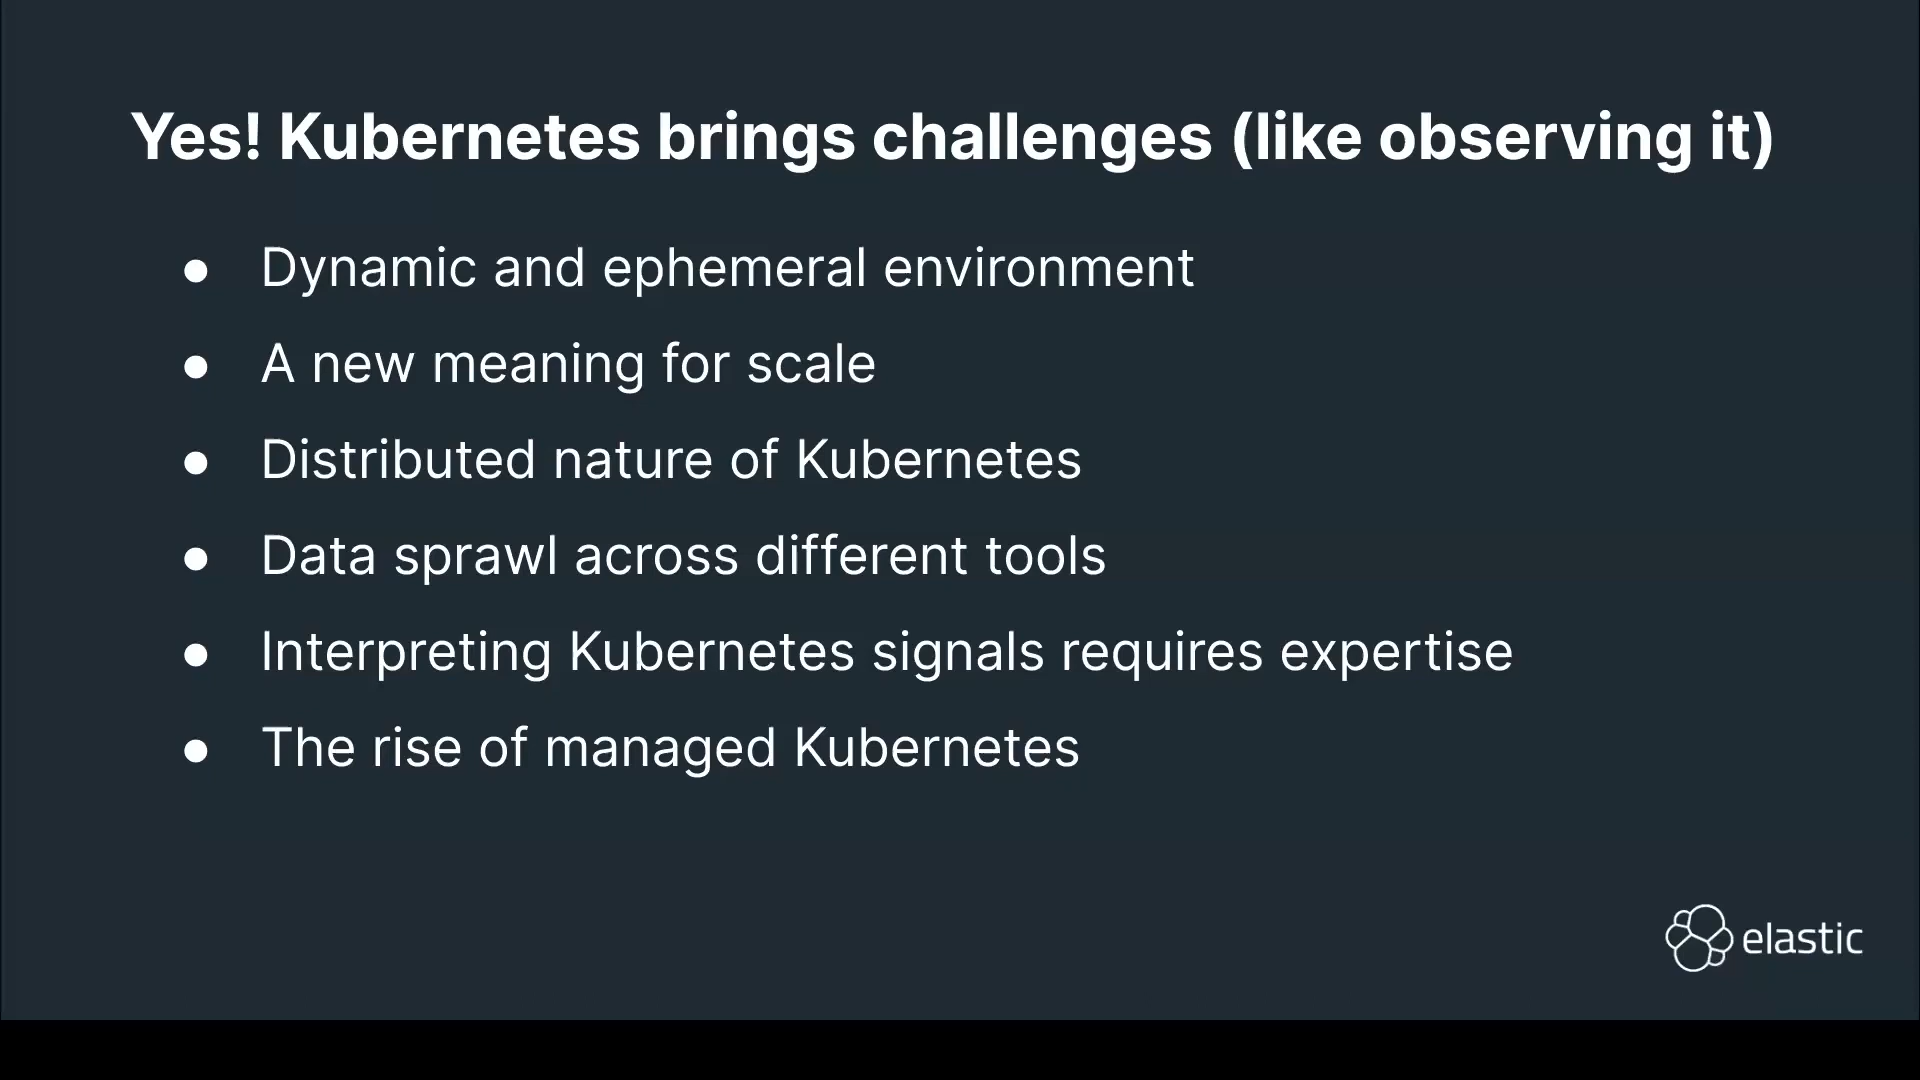 Yes! Kubernetes brings challenges (like observing it)
● Dynamic and ephemeral environment
● A new meaning for scale
● Distributed nature of Kubernetes
● Data sprawl across different tools
● Interpreting Kubernetes signals requires expertise
● The rise of managed Kubernetes
elastic